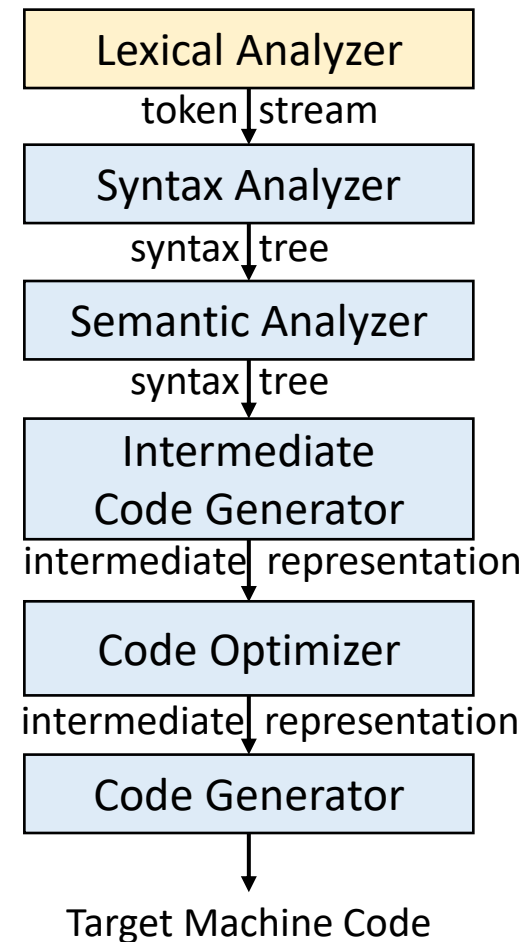 Lexical Analyzer
token stream
Syntax Analyzer
syntax tree
Semantic Analyzer
syntax tree
Intermediate
Code Generator
intermediate representation
Code Optimizer
intermediate representation
Code Generator
Target Machine Code